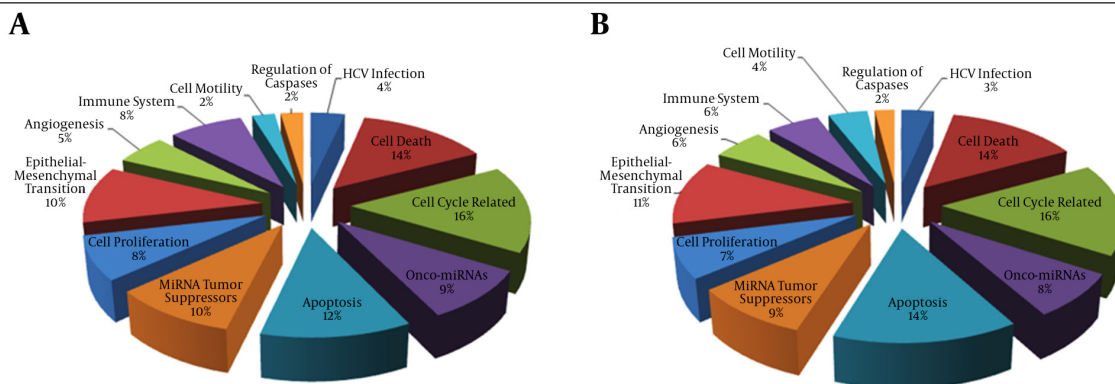 A
Regulation of
Caspases
2%
HCV Infection
4%
Cell Motility
2%
Immune System
8%
Angiogenesis
5%
Epithelial-
Mesenchymal
Transition
10%
Cell Death
14%
Cell Cycle Related
16%
Cell Proliferation
8%
Onco-miRNAs
9%
MiRNA Tumor
Suppressors
10%
Apoptosis
12%
B
Cell Motility
4%
Regulation of
Caspases
2%
HCV Infection
3%
Immune System
6%
Angiogenesis
6%
Epithelial-
Mesenchymal
Transition
11%
Cell Death
14%
Cell Cycle Related
16%
Cell Proliferation
7%
Onco-miRNAs
8%
MiRNA Tumor
Suppressors
9%
Apoptosis
14%